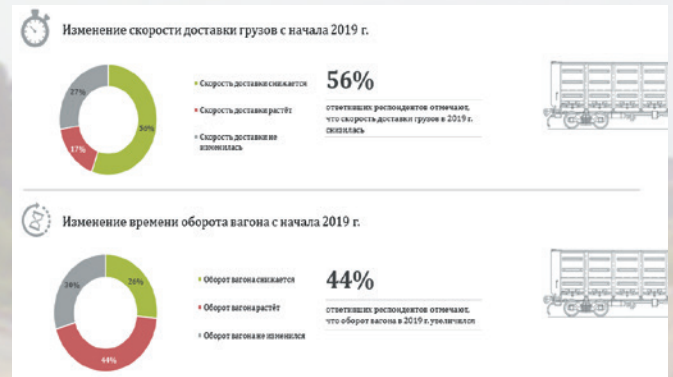 Изменение скорости доставки грузов с начала 2019 г.
27%
56%
17%
Скорость доставки снижается
Скорость доставки растёт
Скорость доставки не
изменилась
56%
ответивших респондентов отмечают,
что скорость доставки грузов в 2019 г.
снизилась
Изменение времени оборота вагона с начала 2019 г.
30%
26%
44%
Оборот вагона снижается
Оборот вагона растёт
Оборот вагона не изменился
44%
ответивших респондентов отмечают,
что оборот вагона в 2019 г. увеличился